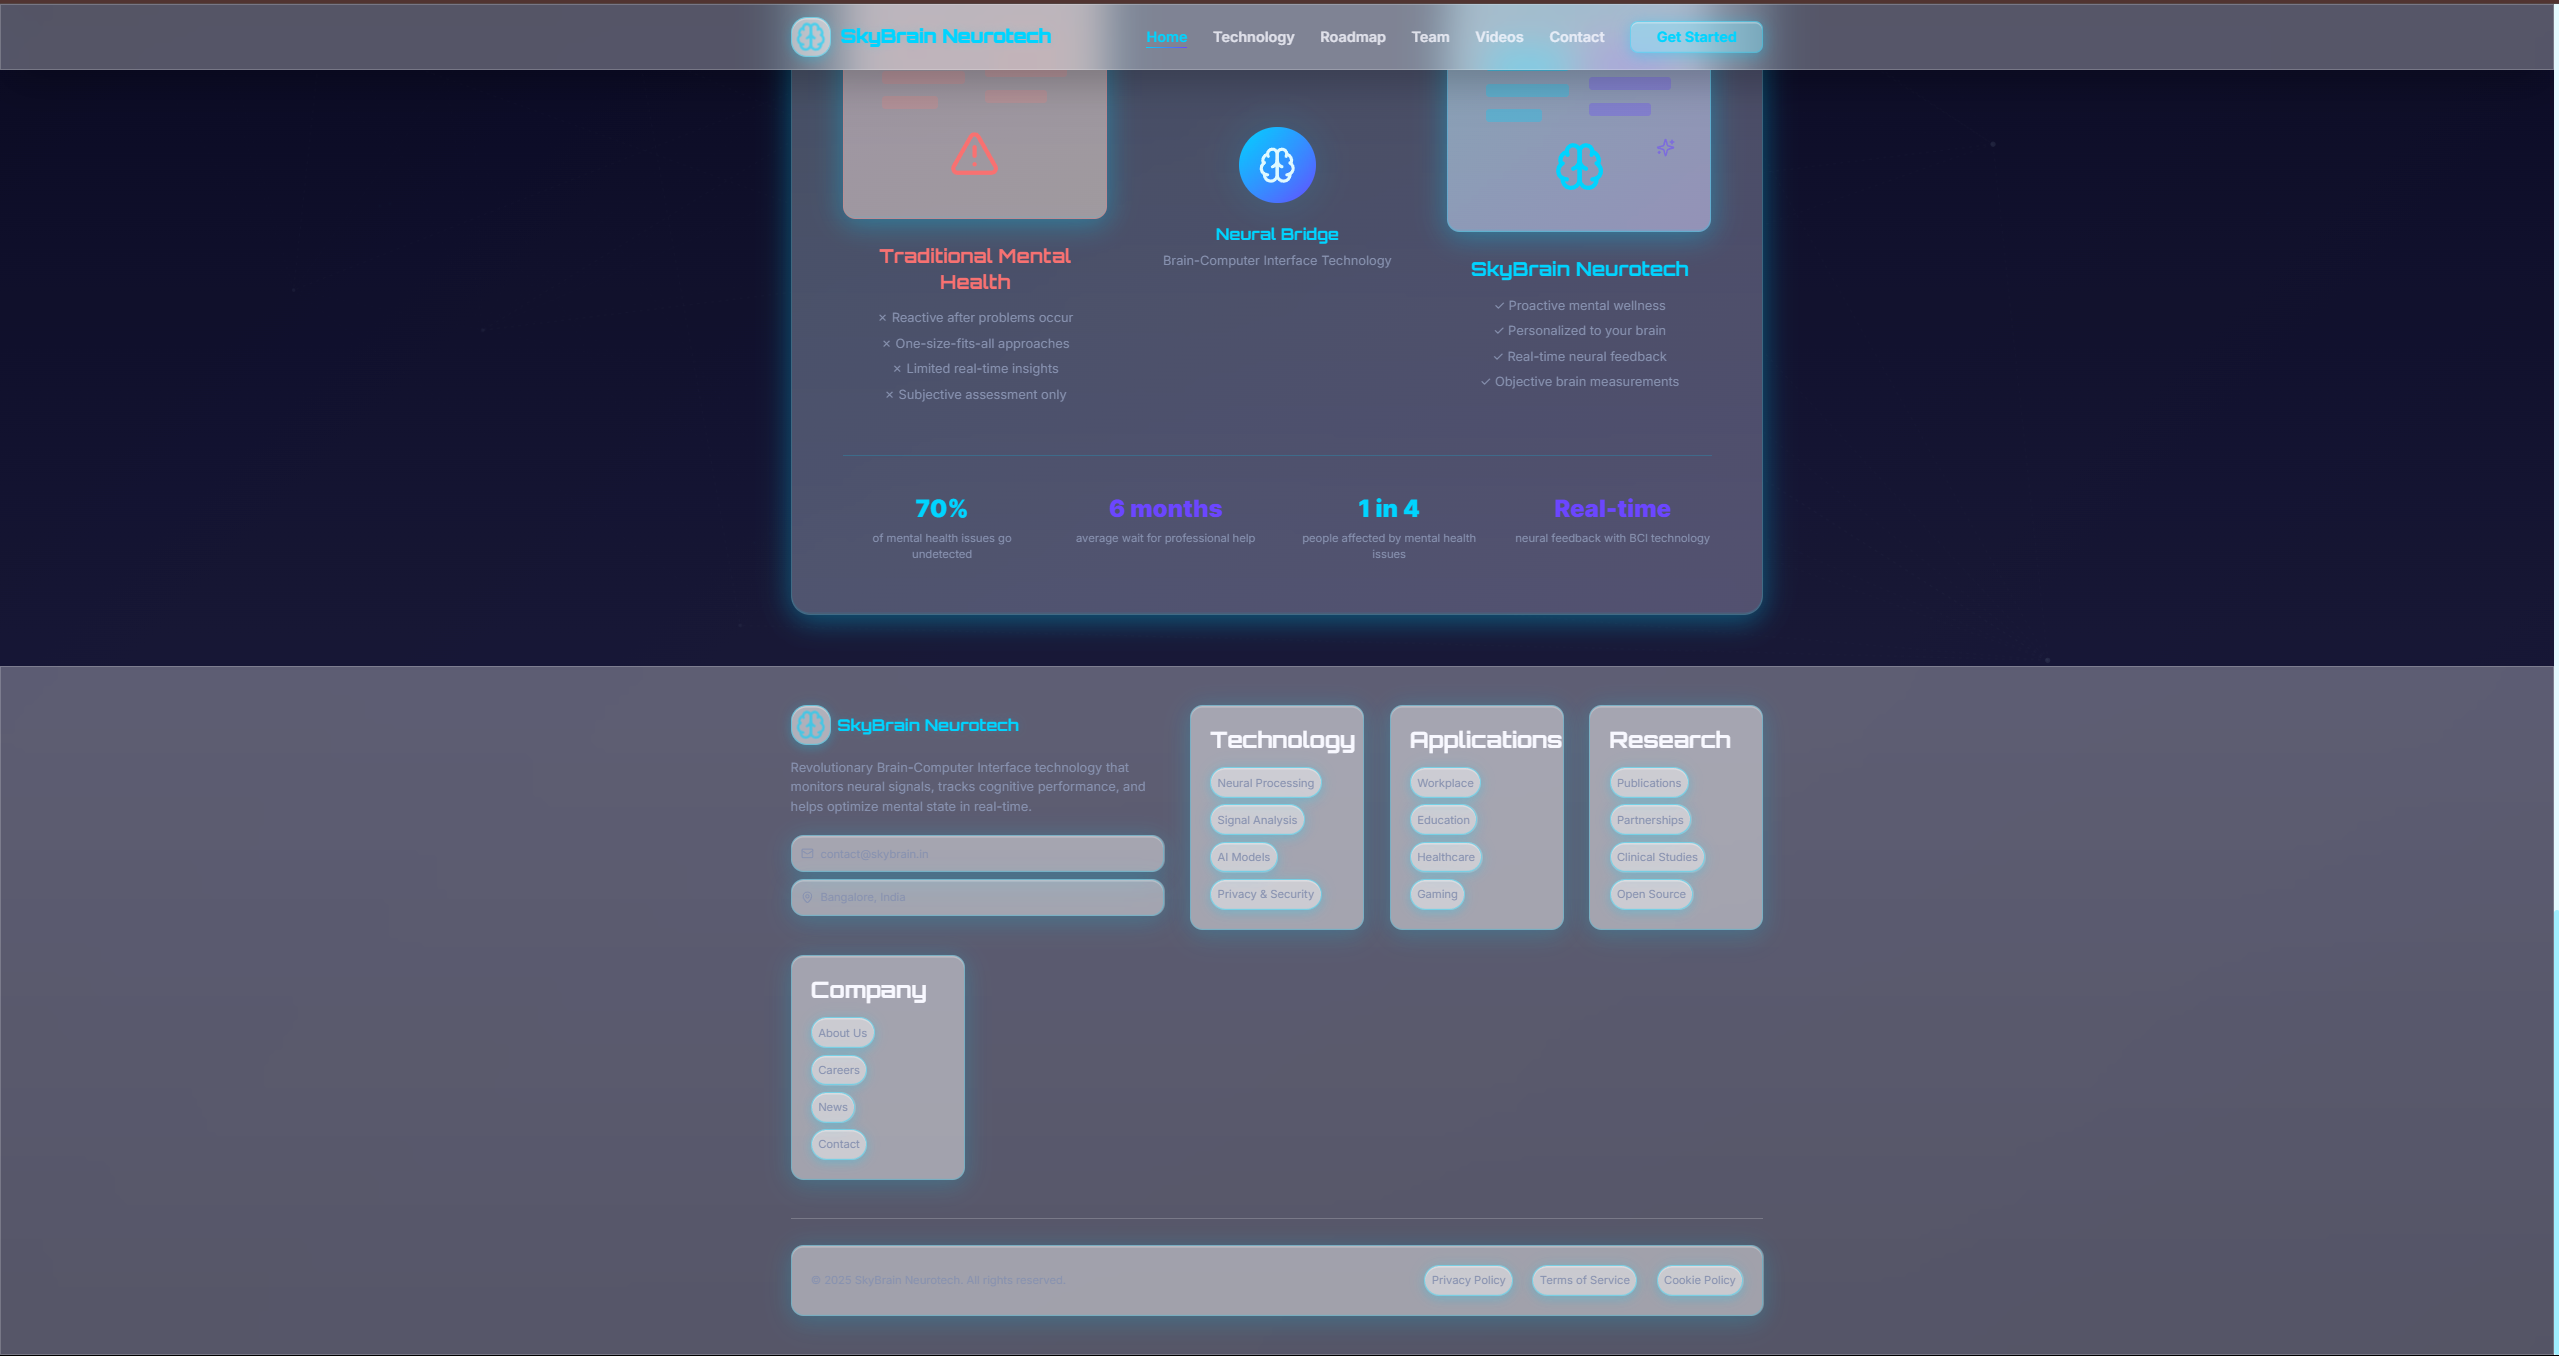 SkyBrain Neurotech
Home Technology Roadmap Team Videos Contact Get Started
Traditional Mental
Health
× Reactive after problems occur
× One-size-fits-all approaches
× Limited real-time insights
× Subjective assessment only
Neural Bridge
Brain-Computer Interface Technology
SkyBrain Neurotech
✓ Proactive mental wellness
✓ Personalized to your brain
✓ Real-time neural feedback
✓ Objective brain measurements
70%
of mental health issues go
undetected
6 months
average wait for professional help
1 in 4
people affected by mental health
issues
Real-time
neural feedback with BCI technology
SkyBrain Neurotech
Revolutionary Brain-Computer Interface technology that
monitors neural signals, tracks cognitive performance, and
helps optimize mental state in real-time.
contact@skybrain.in
Bangalore, India
Technology
Neural Processing
Signal Analysis
AI Models
Privacy & Security
Applications
Workplace
Education
Healthcare
Gaming
Research
Publications
Partnerships
Clinical Studies
Open Source
Company
About Us
Careers
News
Contact
© 2025 SkyBrain Neurotech. All rights reserved.
Privacy Policy Terms of Service Cookie Policy